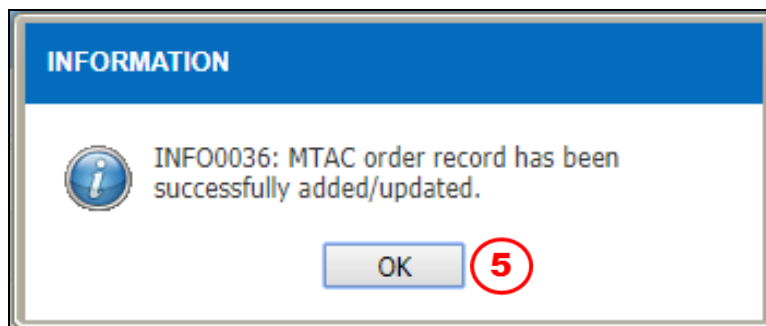 INFORMATION
INFO0036: MTAC order record has been
successfully added/updated.
OK
5